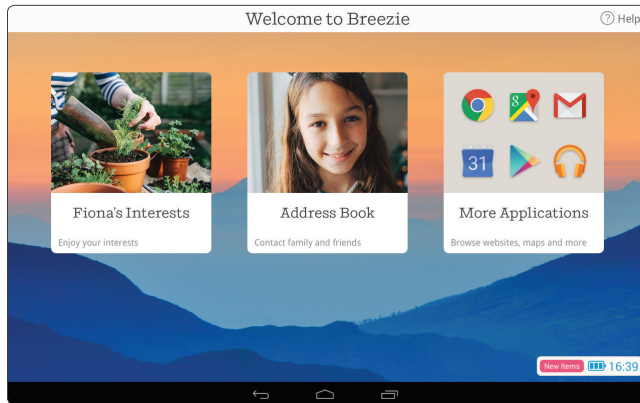 Welcome to Breezie
? Help
Fiona's Interests
Enjoy your interests
Address Book
Contact family and friends
8
31
More Applications
Browse websites, maps and more
New Items
16:39